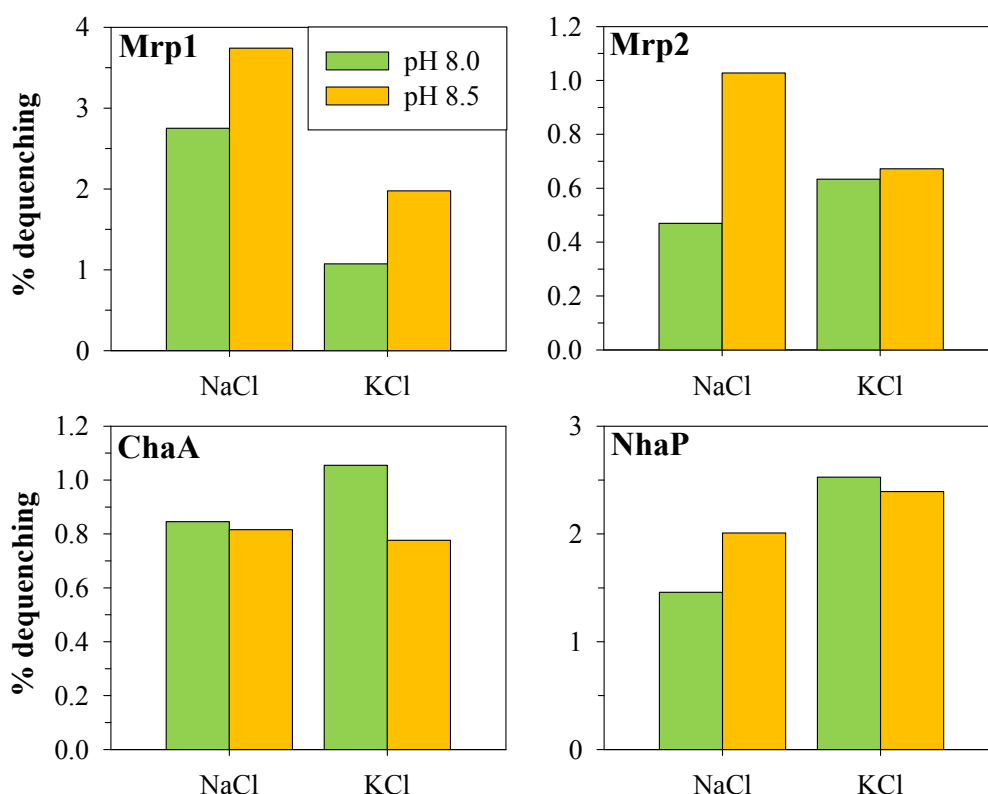 Mrp1
pH 8.0
pH 8.5
% dequenching
4
3
2
1
0
NaCl KCl
Mrp2
1.2
1.0
0.8
0.6
0.4
0.2
0.0
NaCl KCl
ChaA
% dequenching
1.2
1.0
0.8
0.6
0.4
0.2
0.0
NaCl KCl
NhaP
3
2
1
0
NaCl KCl